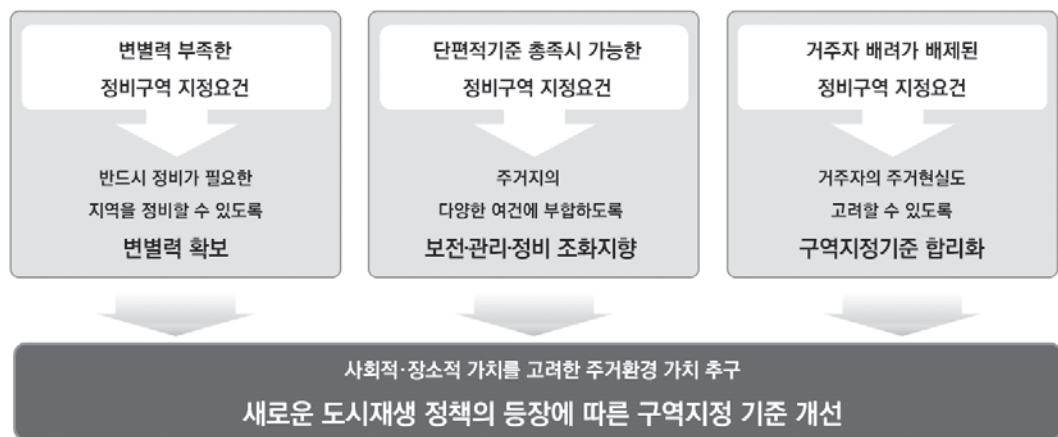 변별력 부족한
정비구역 지정요건
반드시 정비가 필요한
지역을 정비할 수 있도록
변별력 확보
단편적기준 총족시 가능한
정비구역 지정요건
주거지의
다양한 여건에 부합하도록
보전·관리·정비 조화지향
거주자 배려가 배제된
정비구역 지정요건
거주자의 주거현실도
고려할 수 있도록
구역지정기준 합리화
사회적·장소적 가치를 고려한 주거환경 가치 추구
새로운 도시재생 정책의 등장에 따른 구역지정 기준 개선